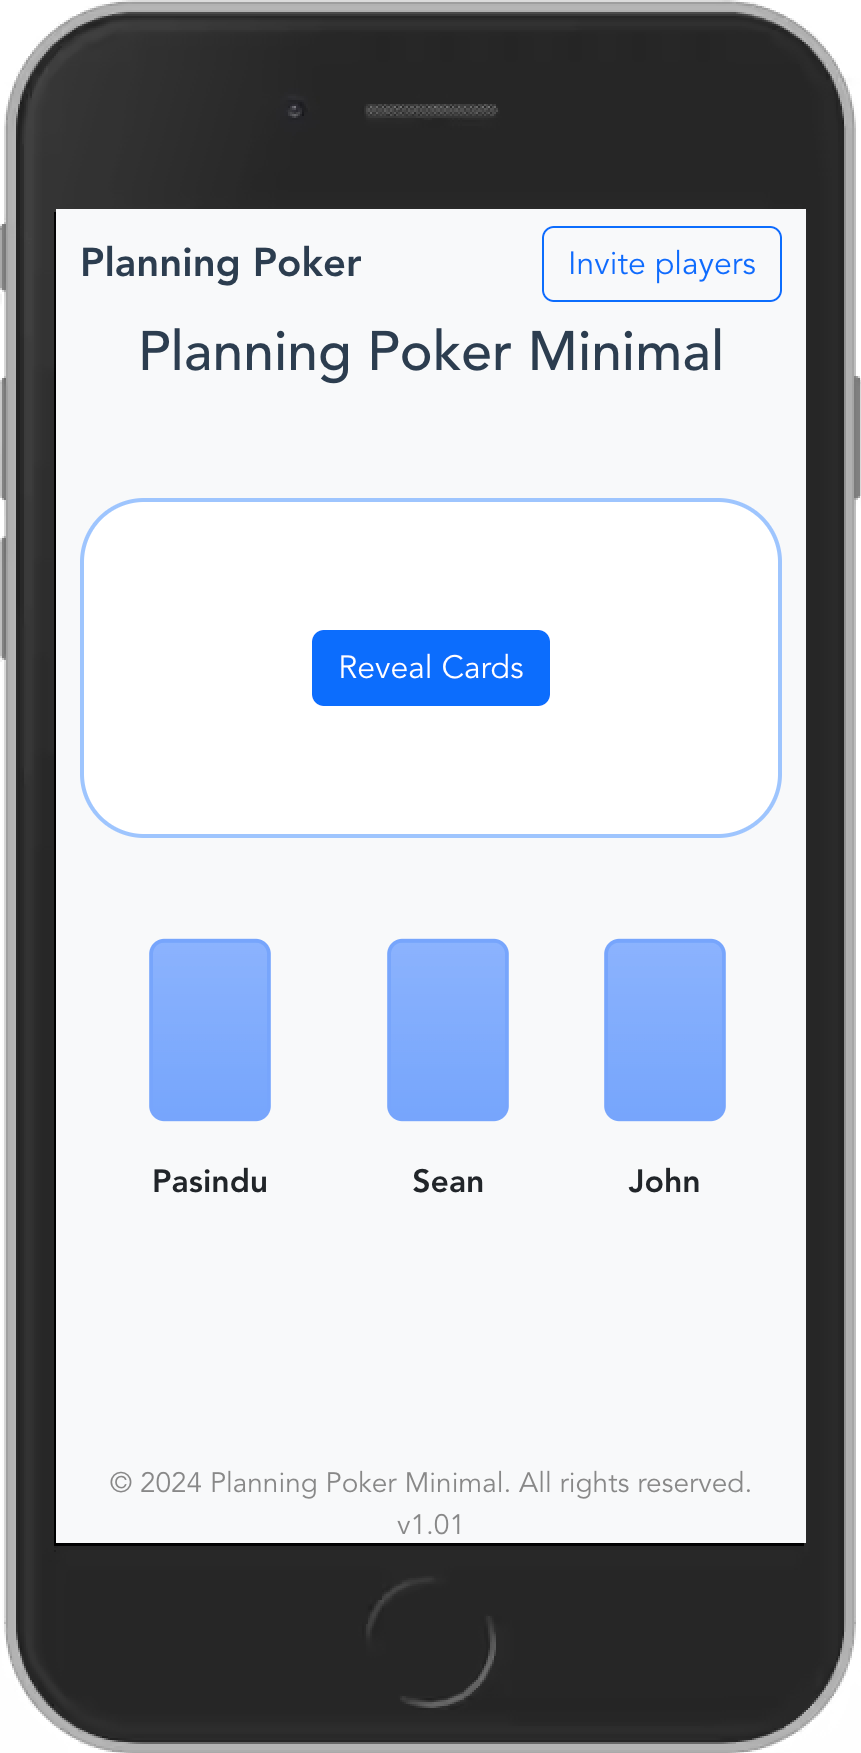 Planning Poker
Invite players
Planning Poker Minimal
Reveal Cards
Pasindu
Sean
John
© 2024 Planning Poker Minimal. All rights reserved.
v1.01